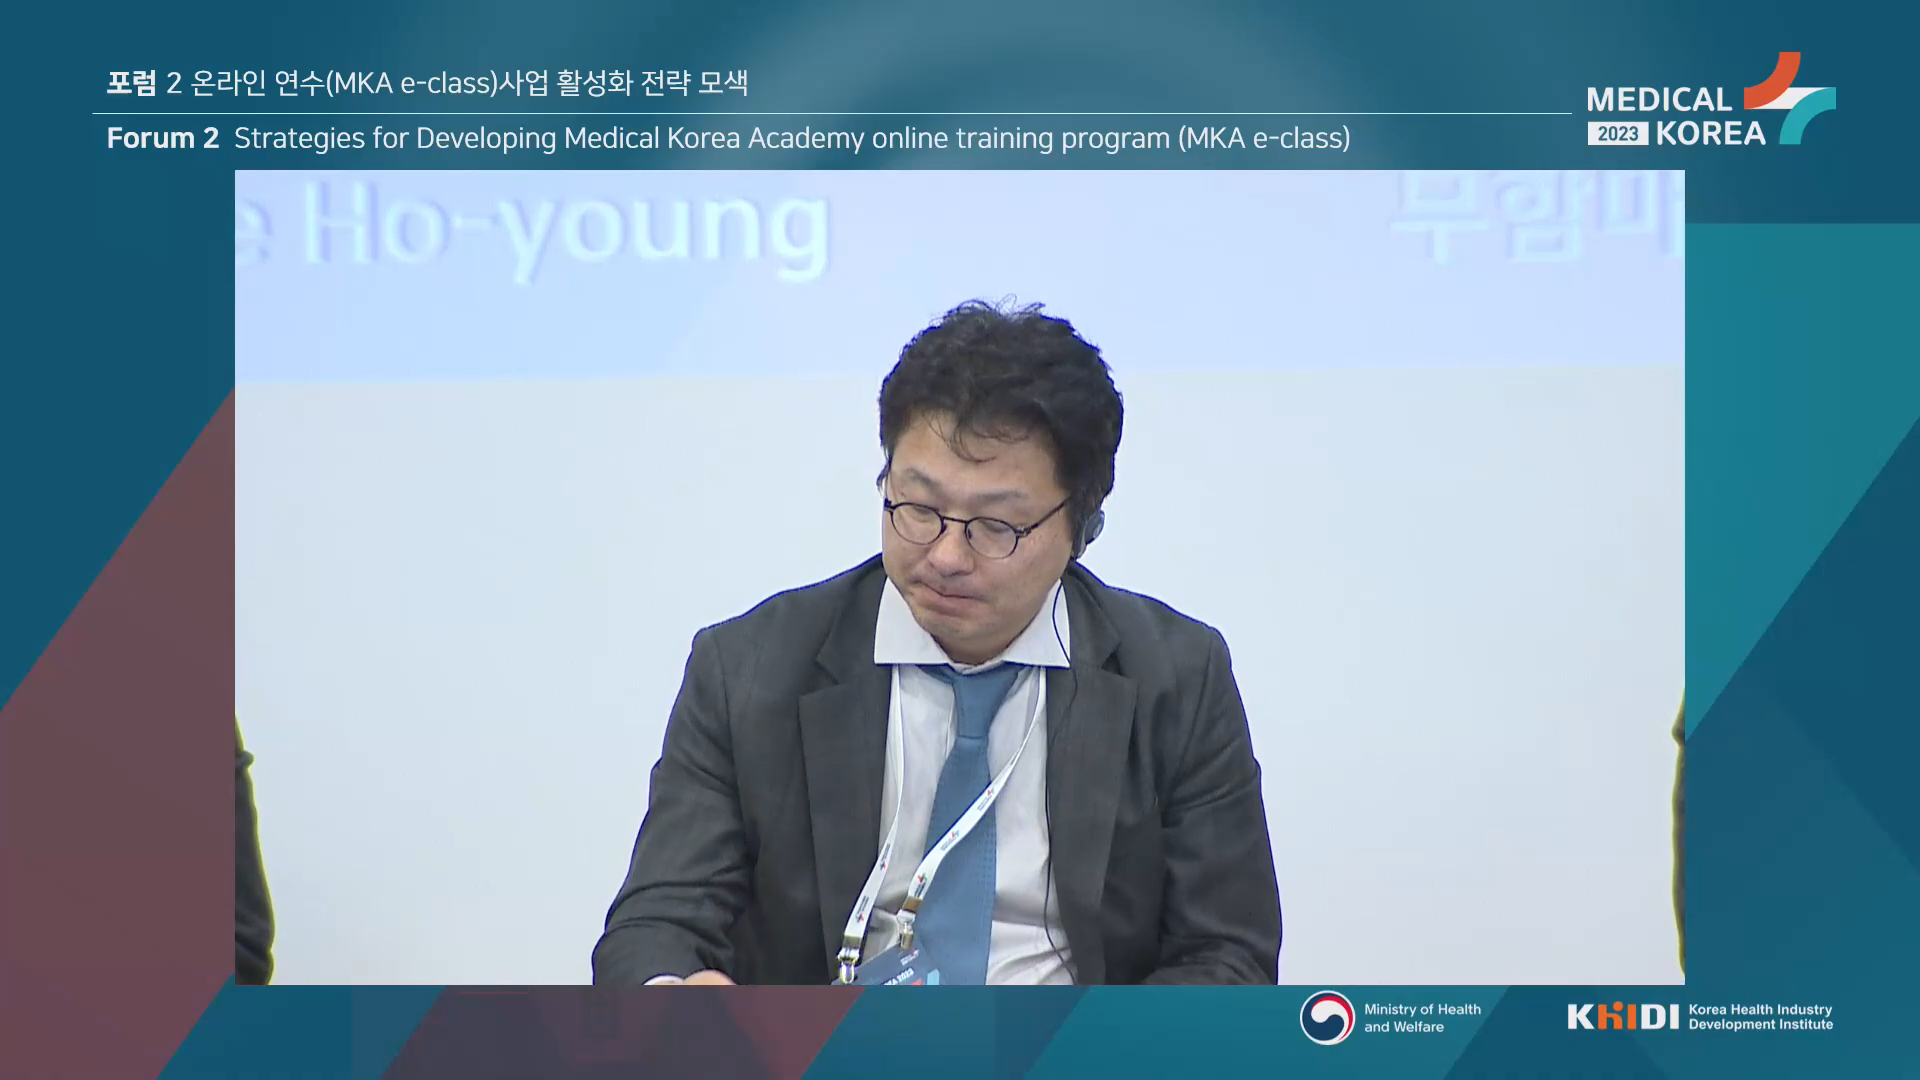 포럼 2 온라인 연수(MKA e-class)사업 활성화 전략 모색
Forum 2 Strategies for Developing Medical Korea Academy online training program (MKA e-class)
MEDICAL
2023 KOREA
Ho-young
Ministry of Health
and Welfare
KHIDI
Korea Health Industry
Development Institute